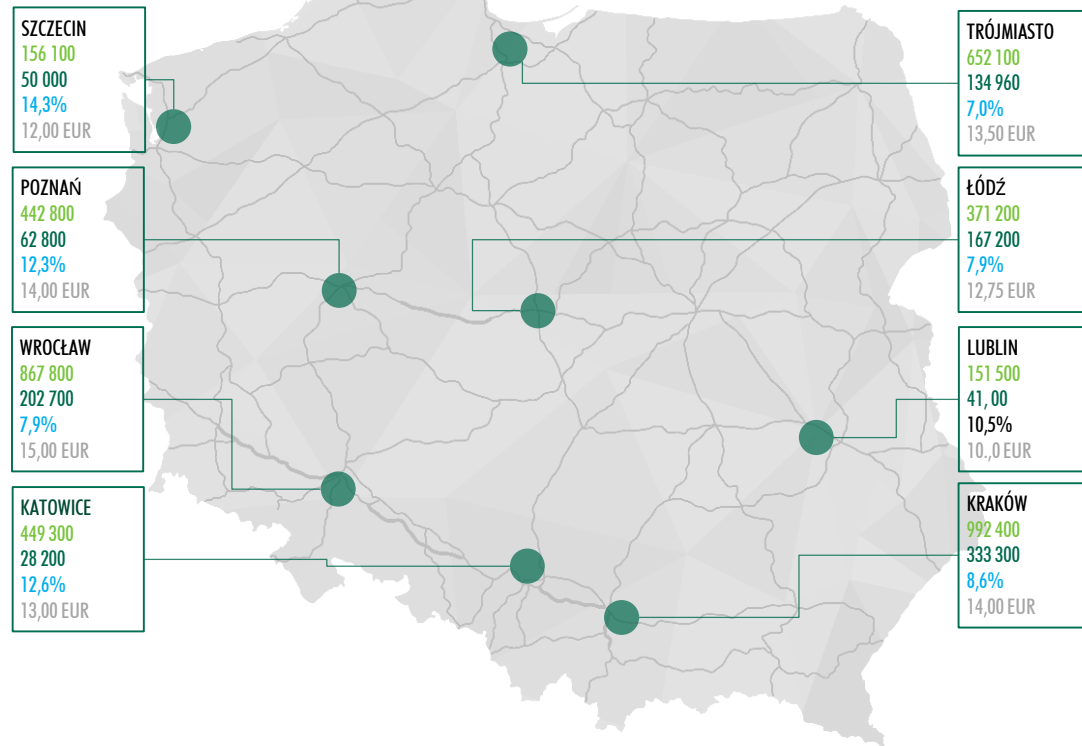 SZCZECIN
156 100
50 000
14,3%
12,00 EUR
POZNAŃ
442 800
62 800
12,3%
14,00 EUR
WROCŁAW
867 800
202 700
7,9%
15,00 EUR
KATOWICE
449 300
28 200
12,6%
13,00 EUR
TRÓJMIASTO
652 100
134 960
7,0%
13,50 EUR
ŁÓDŹ
371 200
167 200
7,9%
12,75 EUR
LUBLIN
151 500
41, 00
10,5%
10.,0 EUR
KRAKÓW
992 400
333 300
8,6%
14,00 EUR